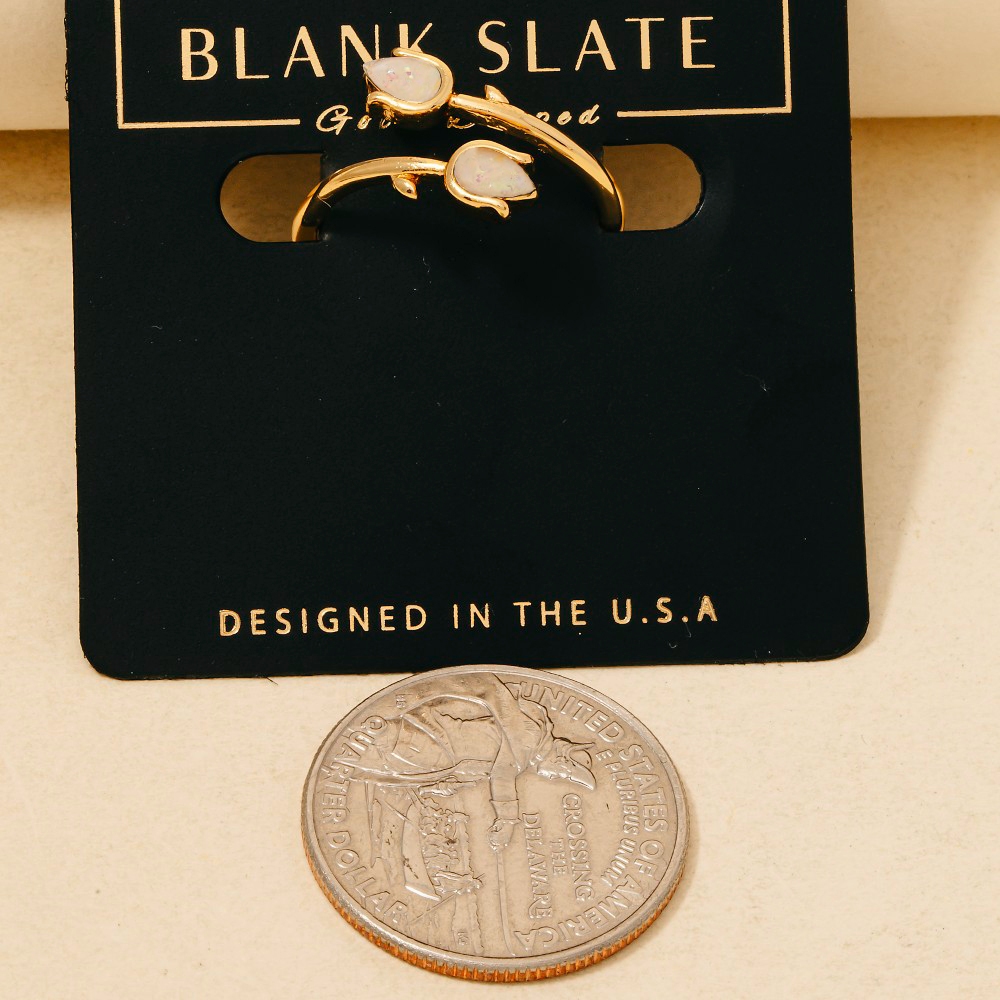 BLANK SLATE
DESIGNED IN THE U.S.A
UNITED STATES OF AMERICA
E PLURIBUS UNUM
CROSSING
THE
DELAWARE
QUARTER DOLLAR